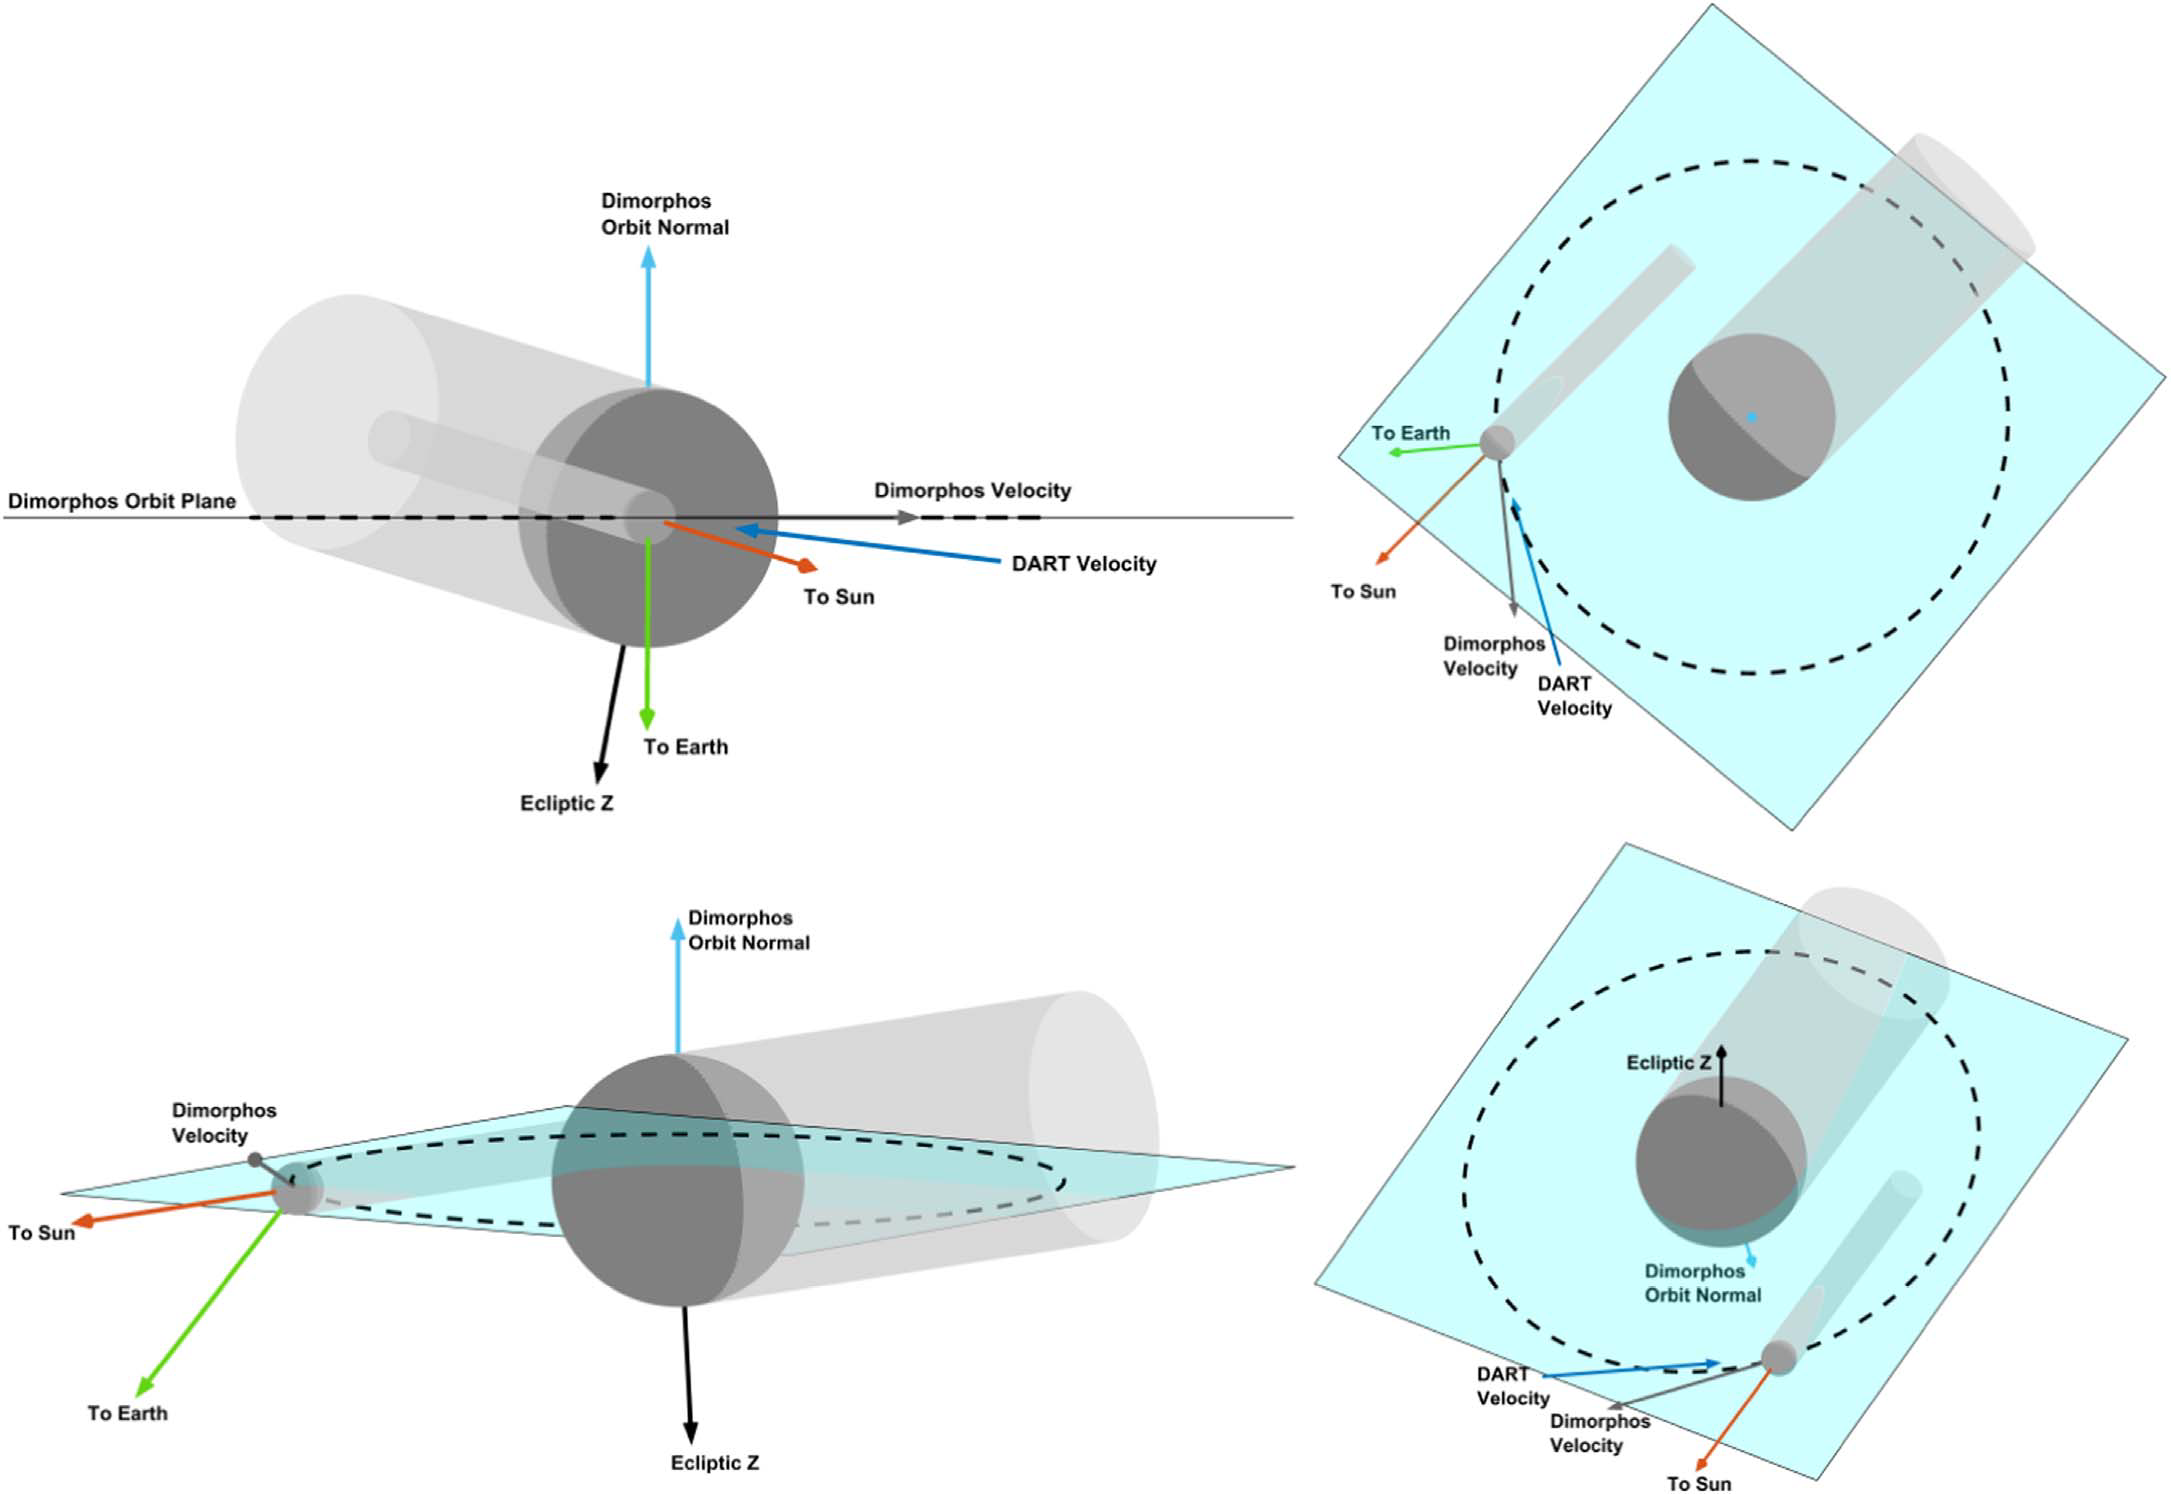 Dimorphos
Orbit Normal
Dimorphos Orbit Plane
Dimorphos Velocity
DART Velocity
To Sun
To Earth
Ecliptic Z
To Earth
To Sun
Dimorphos
Velocity
DART
Velocity
Dimorphos
Orbit Normal
Dimorphos
Velocity
To Sun
To Earth
Ecliptic Z
Ecliptic Z
Dimorphos
Orbit Normal
DART
Velocity
Dimorphos
Velocity
To Sun